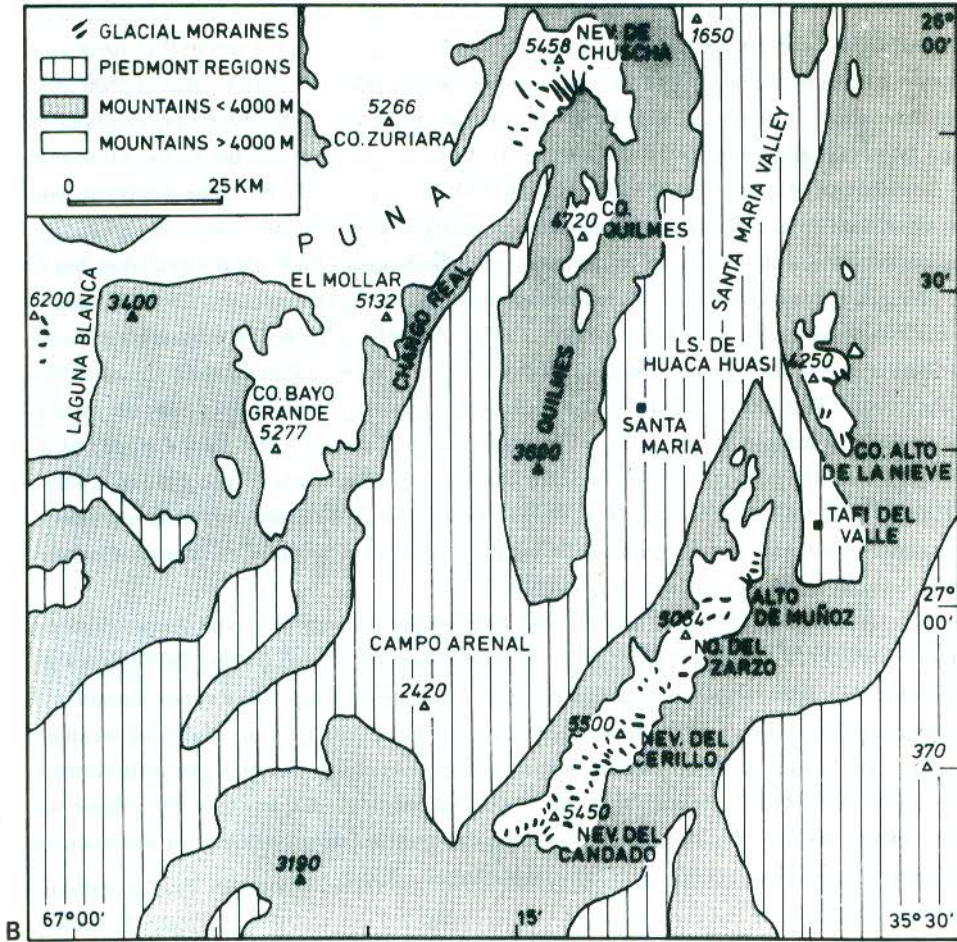 GLACIAL MORAINES
PIEDMONT REGIONS
MOUNTAINS < 4000 M
MOUNTAINS > 4000 M
0 25 KM
NEV. DE
CHUSCHA
5458
1650
26°
00'
5266
CO. ZURIARA
PUNA
CO.
QUILMES
4720
SANTA MARIA VALLEY
30'
EL MOLLAR
5132
6200
3400
LAGUNA BLANCA
CHANGO REAL
LS. DE
HUACA HUASI
4250
CO. BAYO
GRANDE
5277
QUILMES
3680
SANTA
MARIA
CO. ALTO
DE LA NIEVE
TAFI DEL
VALLE
27°
00'
ALTO
DE MUÑOZ
5064
NO. DEL
ZARZO
CAMPO ARENAL
2420
5500
NEV. DEL
CERILLO
370
5450
NEV. DEL
CANDADO
3190
67°00'
15'
35°30'
B